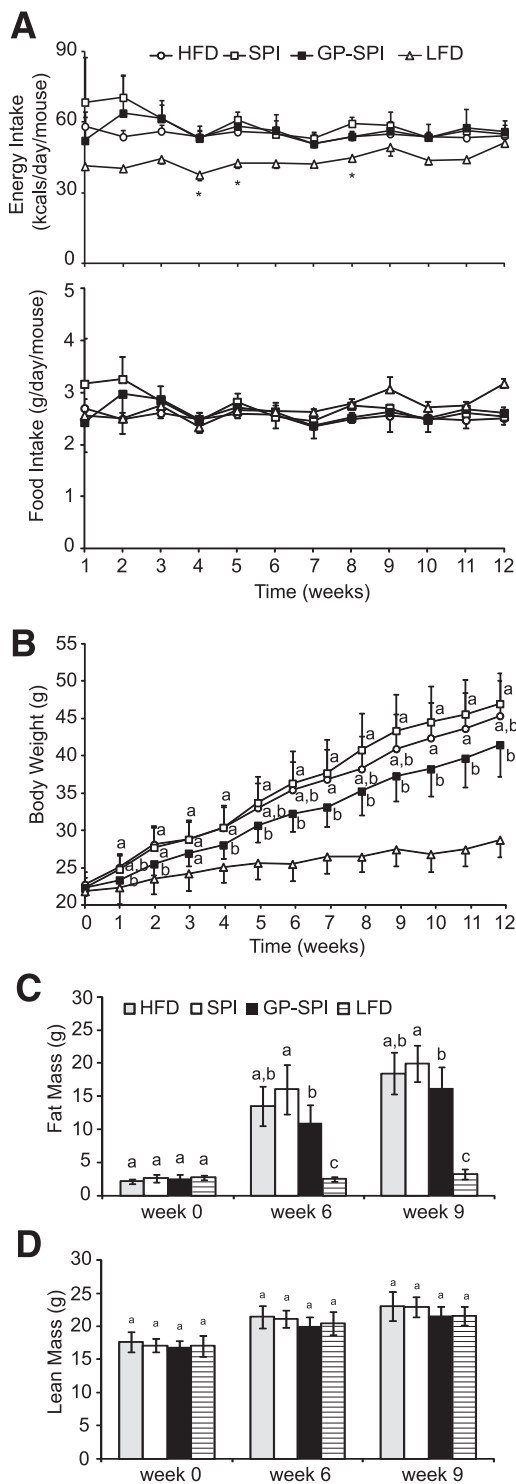 A
HFD SPI GP-SPI LFD
Energy Intake
(kcals/day/mouse)
90
60
30
0
* * *
Food Intake (g/day/mouse)
5
4
3
2
1
0
1 2 3 4 5 6 7 8 9 10 11 12
Time (weeks)
B
Body Weight (g)
55
50
45
40
35
30
25
20
a a a a a a a a a a a a
a,b a a a a,b a,b a,b a,b a a a,b
b b b b b b b b b b b b
0 1 2 3 4 5 6 7 8 9 10 11 12
Time (weeks)
C
HFD SPI GP-SPI LFD
Fat Mass (g)
30
25
20
15
10
5
0
a a a a
a,b a b c
a,b a b c
week 0 week 6 week 9
D
Lean Mass (g)
30
25
20
15
10
5
0
a a a a
a a a a
a a a a
week 0 week 6 week 9